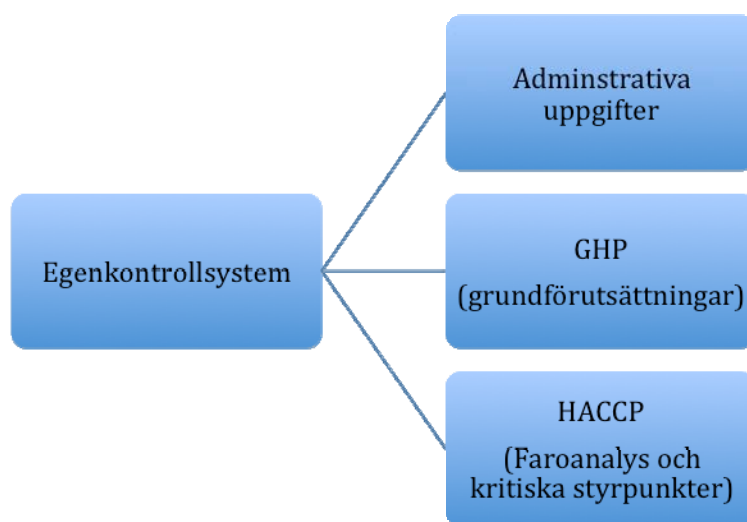 Adminstrativa
uppgifter
Egenkontrollsystem
GHP
(grundförutsättningar)
HACCP
(Faroanalys och
kritiska styrpunkter)